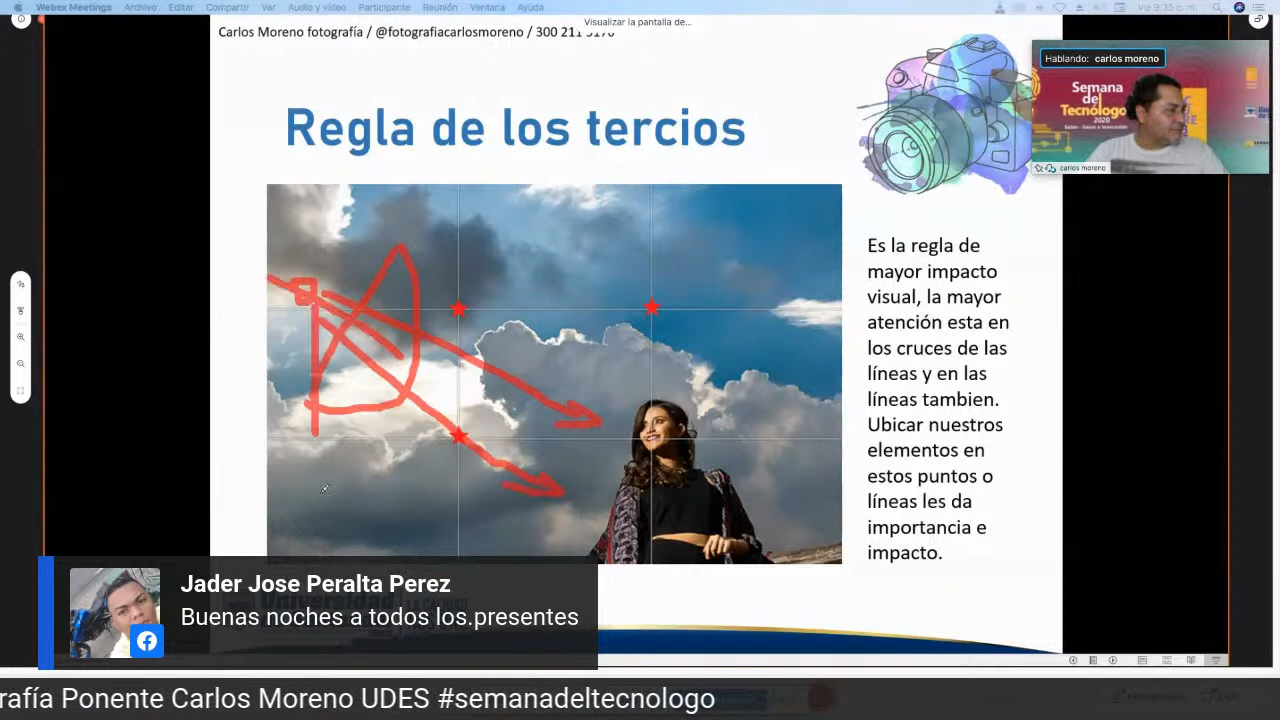 Webex Meetings Archivo Editar Compartir Ver Audio y vídeo Participante Reunión Ventana Ayuda
Vie 9:35 p. m.
Visualizar la pantalla de...
Carlos Moreno fotografía / @fotografiacarlosmoreno / 300 211
Hablando: carlos moreno
Semana
del
Tecnólogo
2020
carlos moreno
Regla de los tercios
Es la regla de
mayor impacto
visual, la mayor
atención esta en
los cruces de las
líneas y en las
líneas tambien.
Ubicar nuestros
elementos en
estos puntos o
líneas les da
importancia e
impacto.
Jader Jose Peralta Perez
Buenas noches a todos los.presentes
Universidad
rafía Ponente Carlos Moreno UDES #semanadeltecnologo